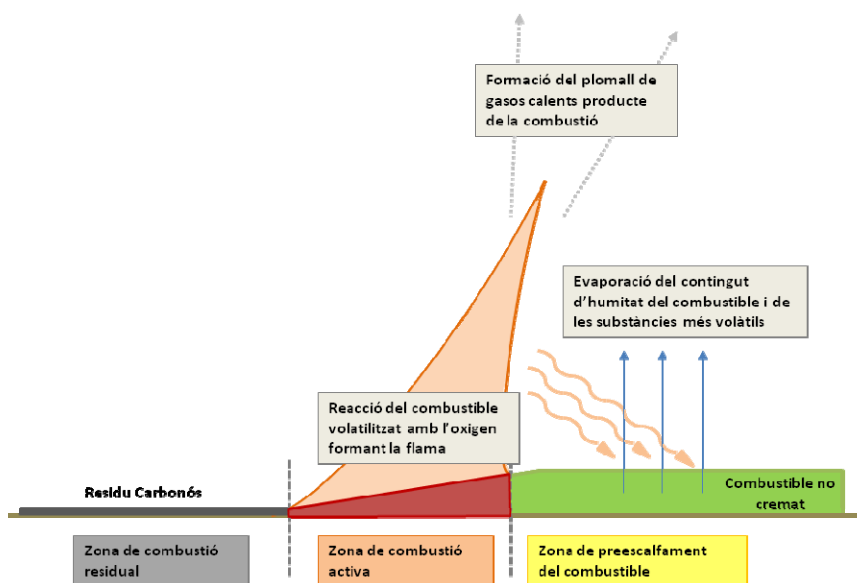 Formació del plomall de
gasos calents producte
de la combustió
Evaporació del contingut
d'humitat del combustible i de
les substàncies més volàtils
Reacció del combustible
volatilitzat amb l'oxigen
formant la flama
Residu Carbonós
Combustible no
cremat
Zona de combustió
residual
Zona de combustió
activa
Zona de preescalfament
del combustible